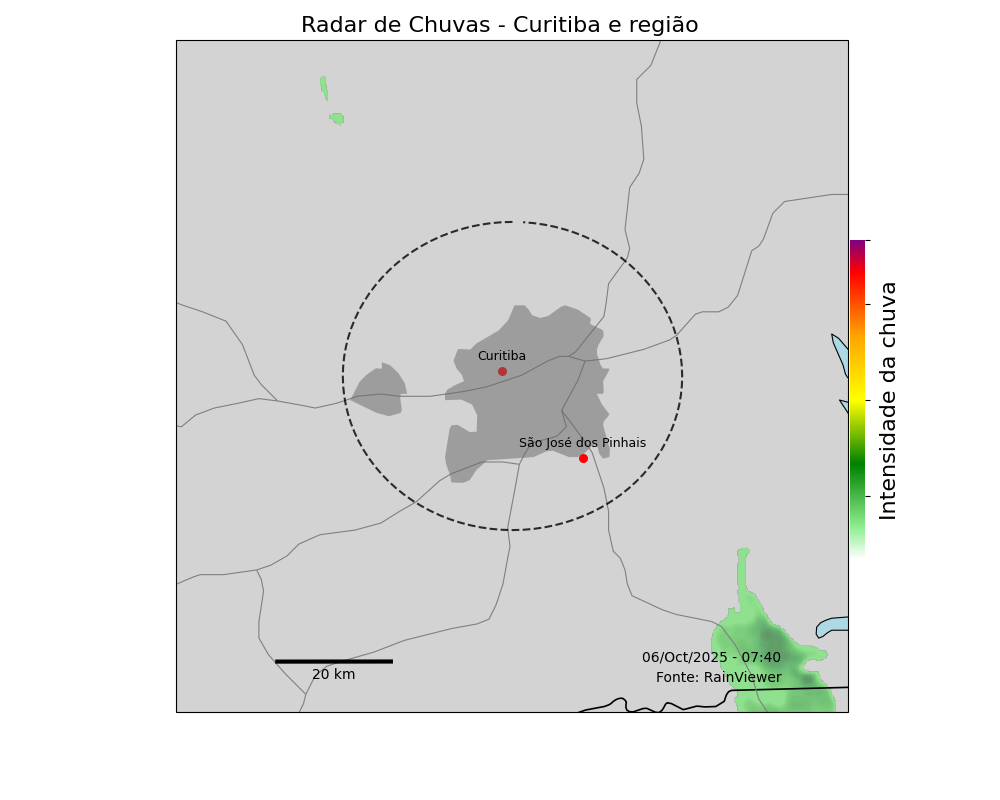 Radar de Chuvas - Curitiba e região
Curitiba
São José dos Pinhais
Intensidade da chuva
06/Oct/2025 - 07:40
Fonte: RainViewer
20 km